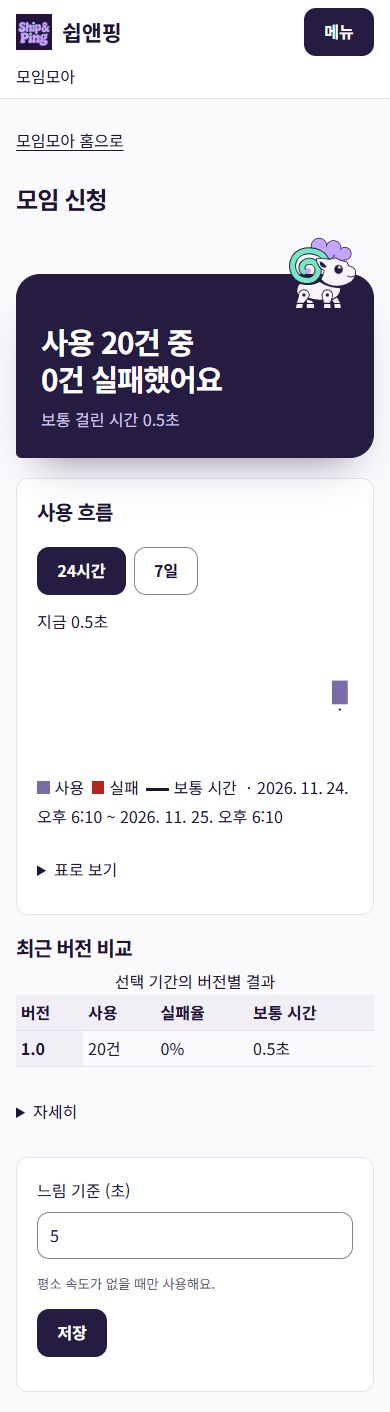 Ship&
Ping
쉽앤핑
메뉴
모임모아
모임모아 홈으로
모임 신청
사용 20건 중
0건 실패했어요
보통 걸린 시간 0.5초
사용 흐름
24시간
7일
지금 0.5초
사용 실패 보통 시간 · 2026. 11. 24.
오후 6:10 ~ 2026. 11. 25. 오후 6:10
▶ 표로 보기
최근 버전 비교
선택 기간의 버전별 결과
버전 사용 실패율 보통 시간
1.0 20건 0% 0.5초
▶ 자세히
느림 기준 (초)
5
평소 속도가 없을 때만 사용해요.
저장